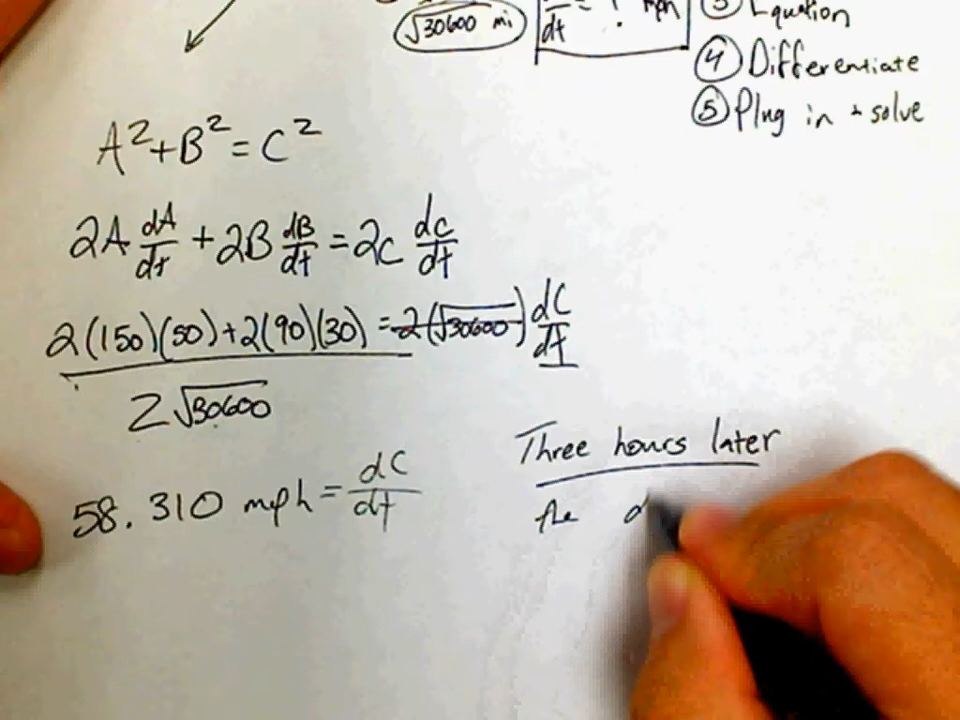 √30600 mi
dt = ? mph
③ Equation
④ Differentiate
⑤ Plug in + solve
A² + B² = C²
2A dA/dt + 2B dB/dt = 2C dC/dt
2(150)(50) + 2(90)(30) = 2(√30600) dC/dt
2√30600
58.310 mph = dC/dt
Three hours later
the d